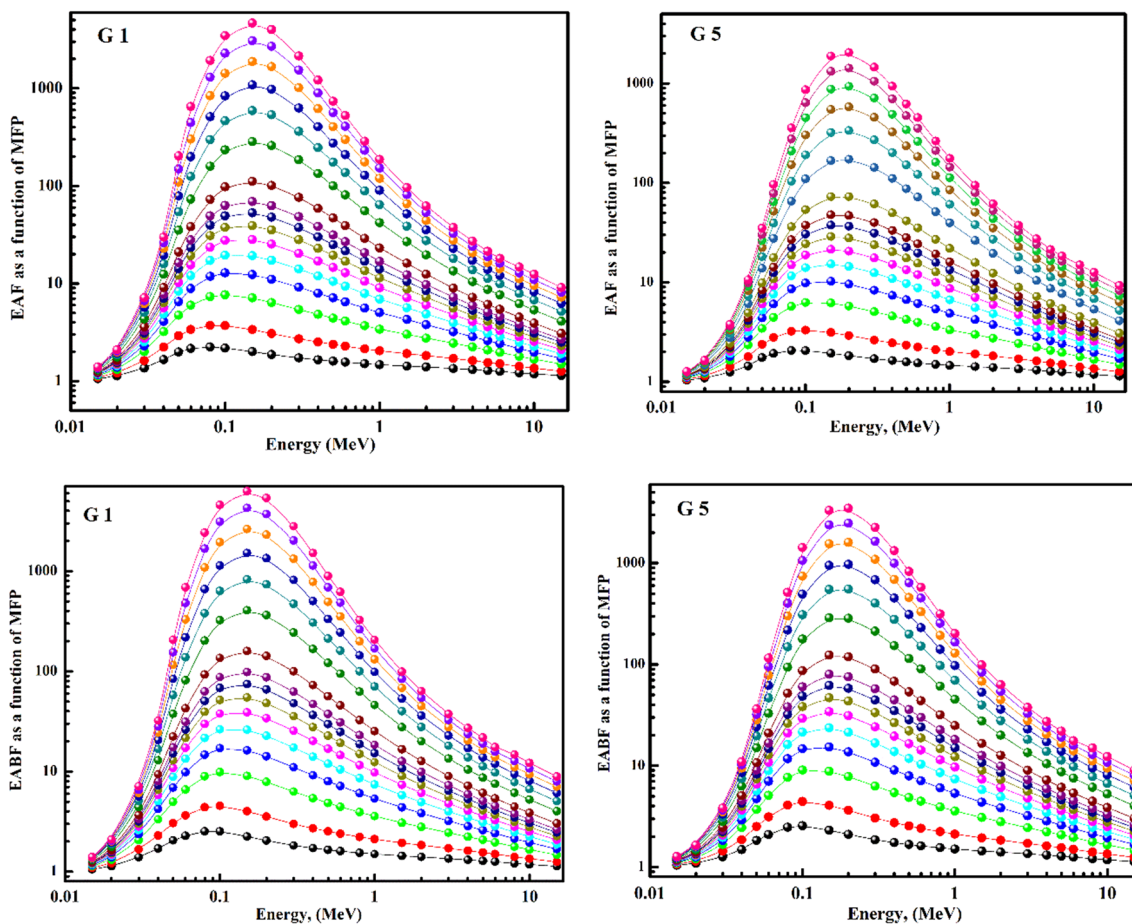 G 1
EAF as a function of MFP
1000
100
10
1
0.01
0.1
1
10
Energy (MeV)
G 5
EAF as a function of MFP
1000
100
10
1
0.01
0.1
1
10
Energy, (MeV)
G 1
EABF as a function of MFP
1000
100
10
1
0.01
0.1
1
10
Energy, (MeV)
G 5
EABF as a function of MFP
1000
100
10
1
0.01
0.1
1
10
Energy, (MeV)